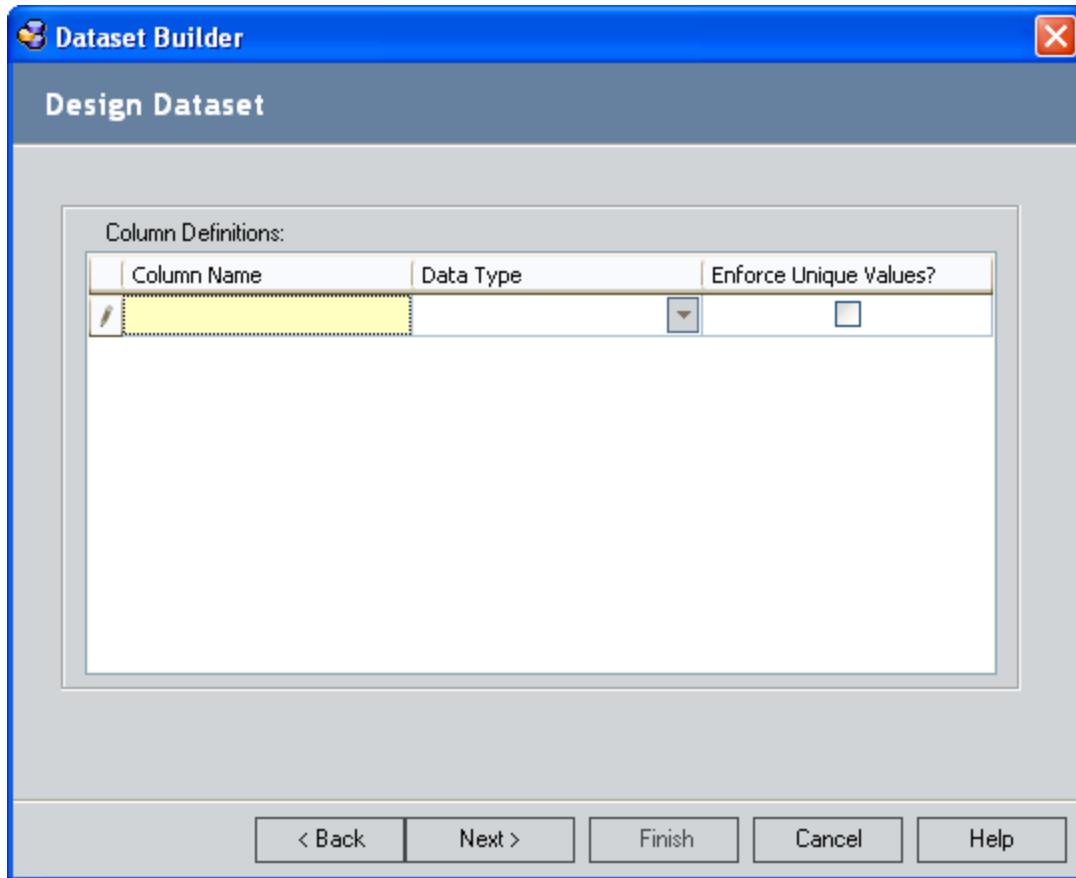 Dataset Builder
Design Dataset
Column Definitions:
Column Name Data Type Enforce Unique Values?
< Back Next > Finish Cancel Help